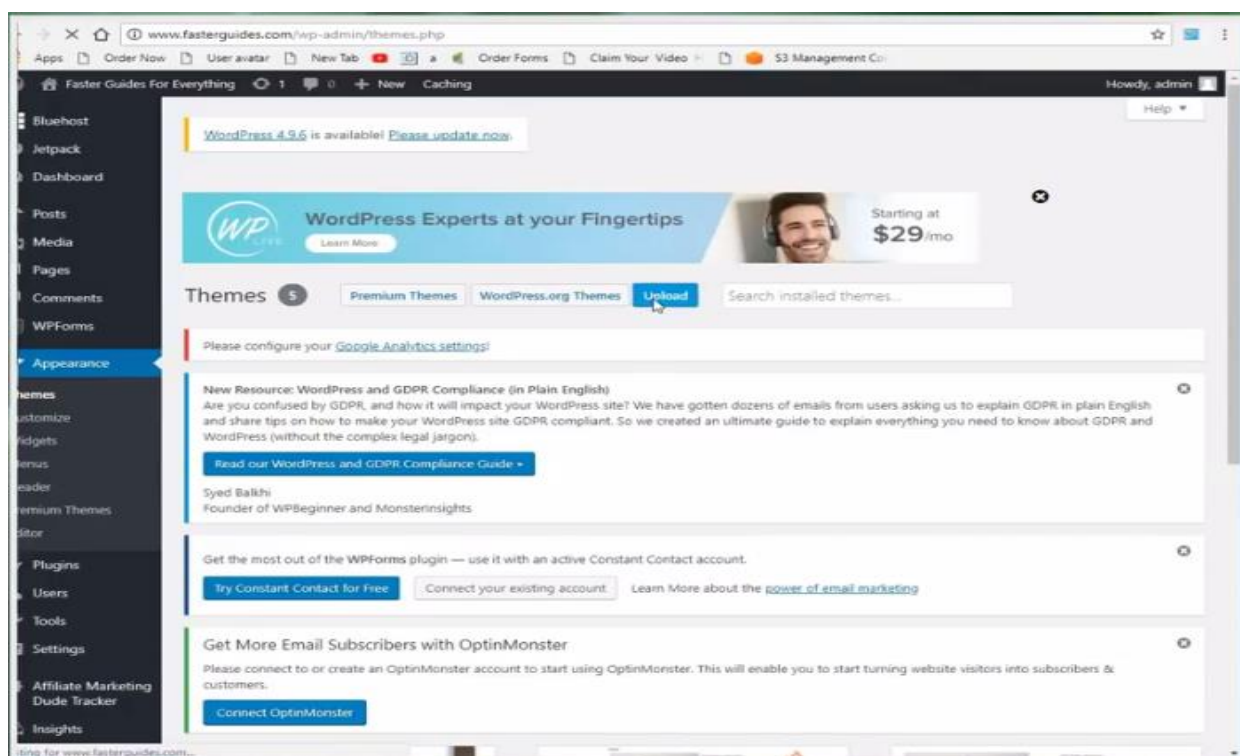 www.fasterguides.com/wp-admin/themes.php
Apps Order Now Useravatar New Tab a Order Forms Claim Your Video S3 Management Co
Faster Guides For Everything 1 0 + New Caching Howdy, admin
Help
Bluehost
Jetpack
Dashboard
Posts
Media
Pages
Comments
WPForms
Appearance
hemes
ustomize
idgets
enus
eader
remium Themes
ditor
Plugins
Users
Tools
Settings
Affiliate Marketing
Dude Tracker
Insights
WordPress 4.9.6 is available! Please update now.
WP
LIVE
WordPress Experts at your Fingertips
Learn More
Starting at
$29/mo
Themes 5 Premium Themes WordPress.org Themes Upload Search installed themes...
Please configure your Google Analytics settings!
New Resource: WordPress and GDPR Compliance (in Plain English)
Are you confused by GDPR, and how it will impact your WordPress site? We have gotten dozens of emails from users asking us to explain GDPR in plain English
and share tips on how to make your WordPress site GDPR compliant. So we created an ultimate guide to explain everything you need to know about GDPR and
WordPress (without the complex legal jargon).
Read our WordPress and GDPR Compliance Guide »
Syed Balkhi
Founder of WPBeginner and MonsterInsights
Get the most out of the WPForms plugin — use it with an active Constant Contact account.
Try Constant Contact for Free Connect your existing account Learn More about the power of email marketing
Get More Email Subscribers with OptinMonster
Please connect to or create an OptinMonster account to start using OptinMonster. This will enable you to start turning website visitors into subscribers &
customers.
Connect OptinMonster
iting for www.fasterguides.com...